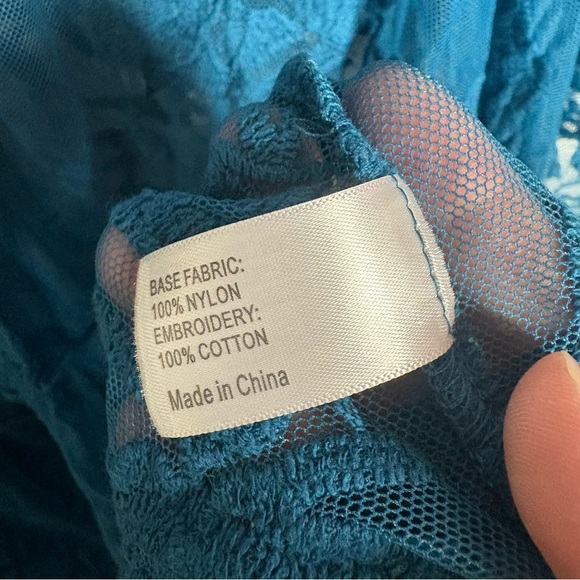 BASE FABRIC:
100% NYLON
EMBROIDERY:
100% COTTON
Made in China